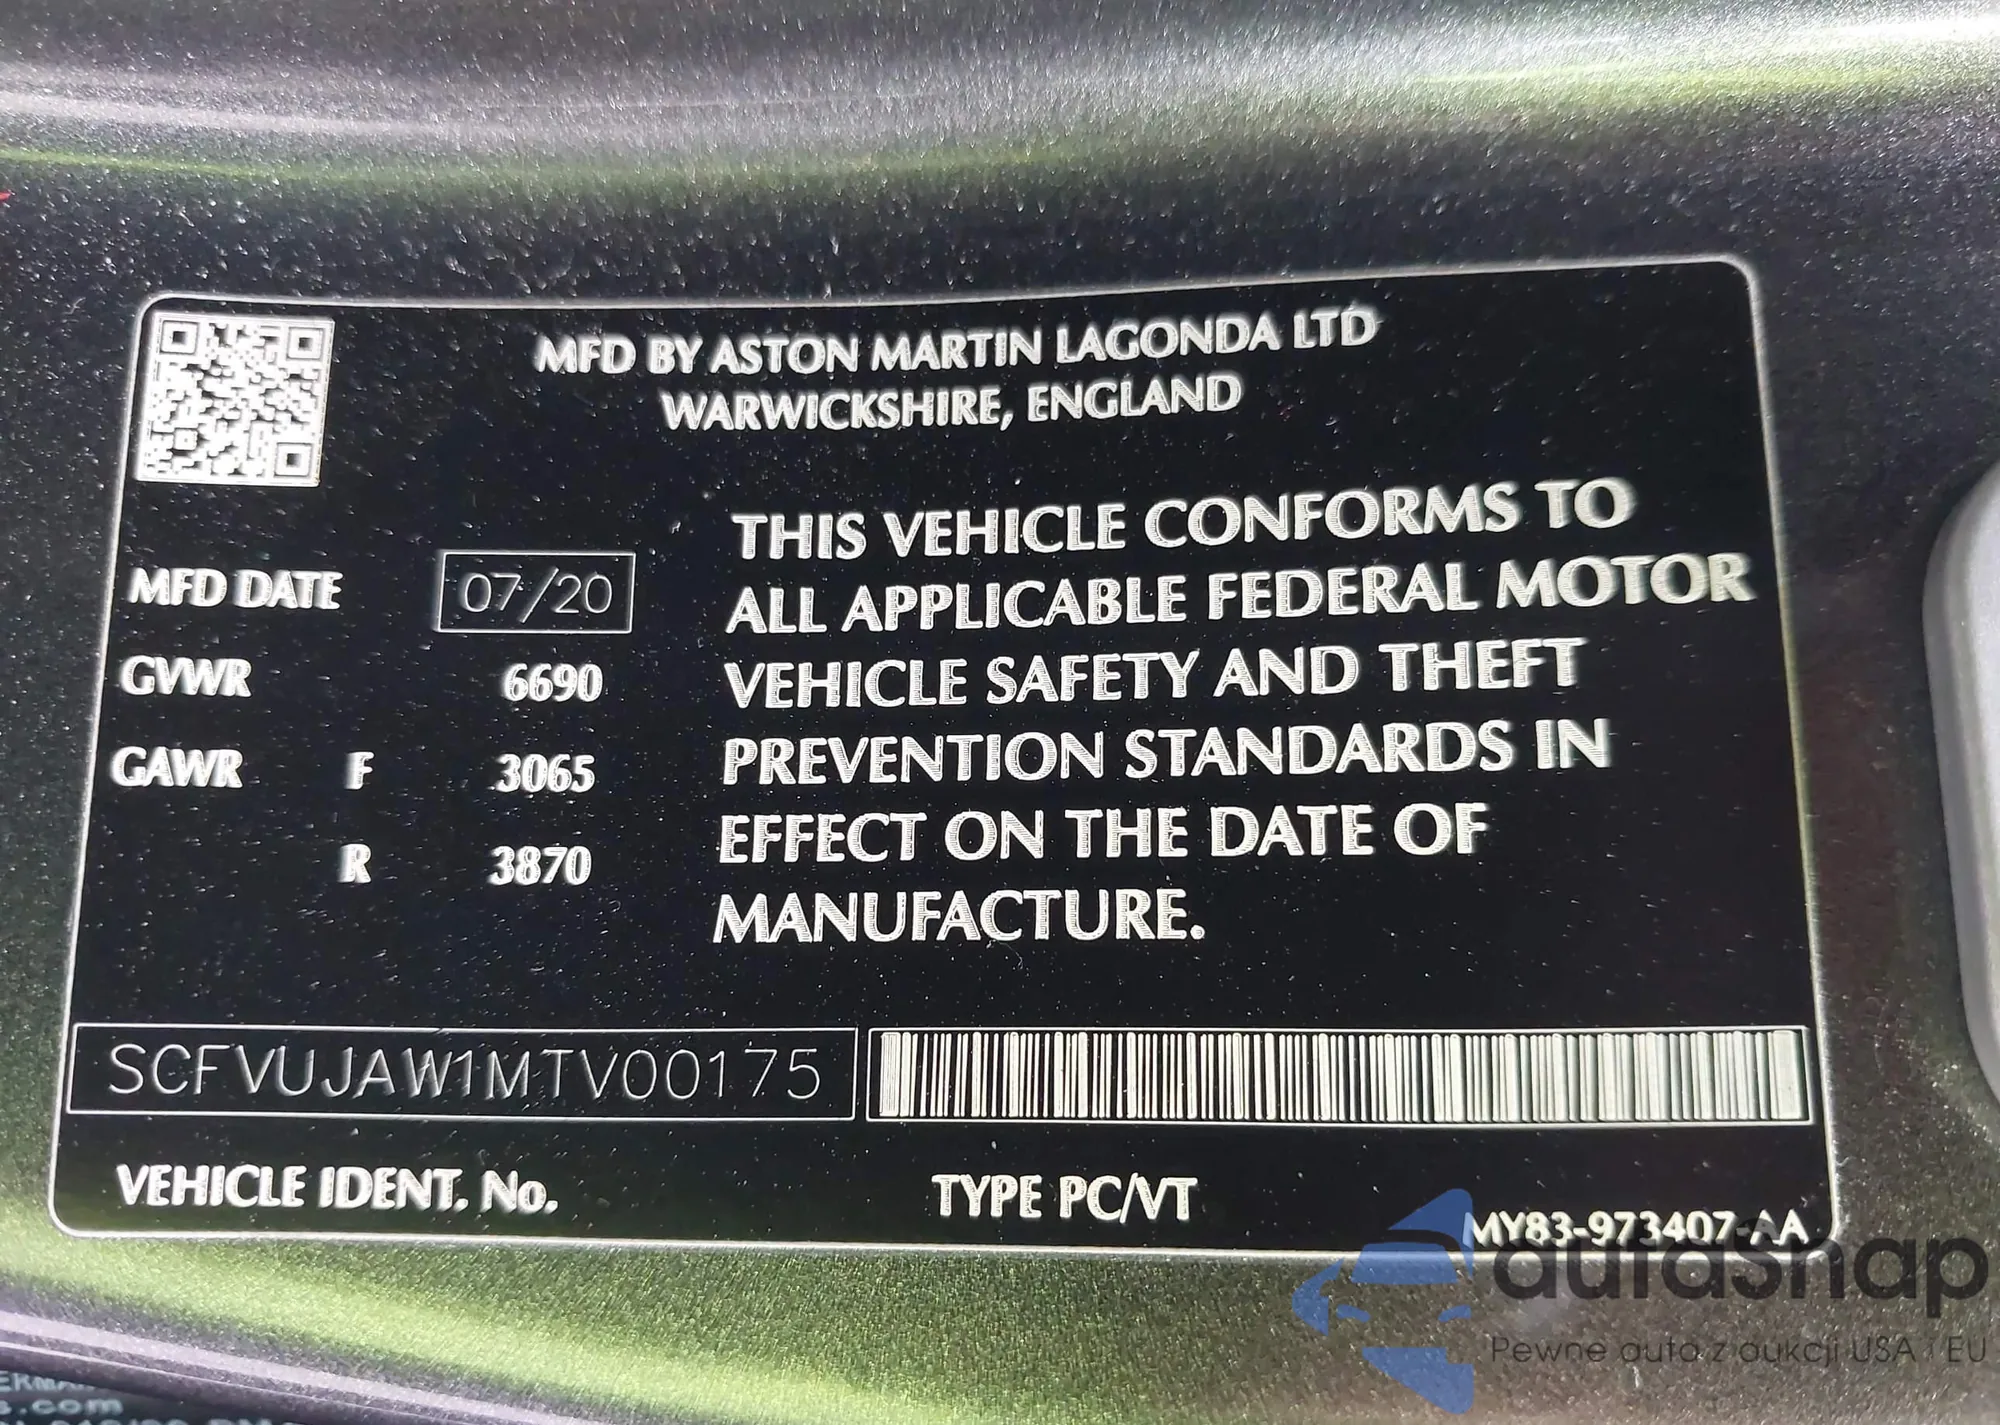 MFD BY ASTON MARTIN LAGONDA LTD
WARWICKSHIRE, ENGLAND
MFD DATE 07/20
GVWR 6690
GAWR F 3065
R 3870
THIS VEHICLE CONFORMS TO
ALL APPLICABLE FEDERAL MOTOR
VEHICLE SAFETY AND THEFT
PREVENTION STANDARDS IN
EFFECT ON THE DATE OF
MANUFACTURE.
SCFVUJAW1MTV00175
VEHICLE IDENT. No.
TYPE PC/VT
MY83-973407-AA
autasnap
Pewne auta z aukcji USA i EU
.com